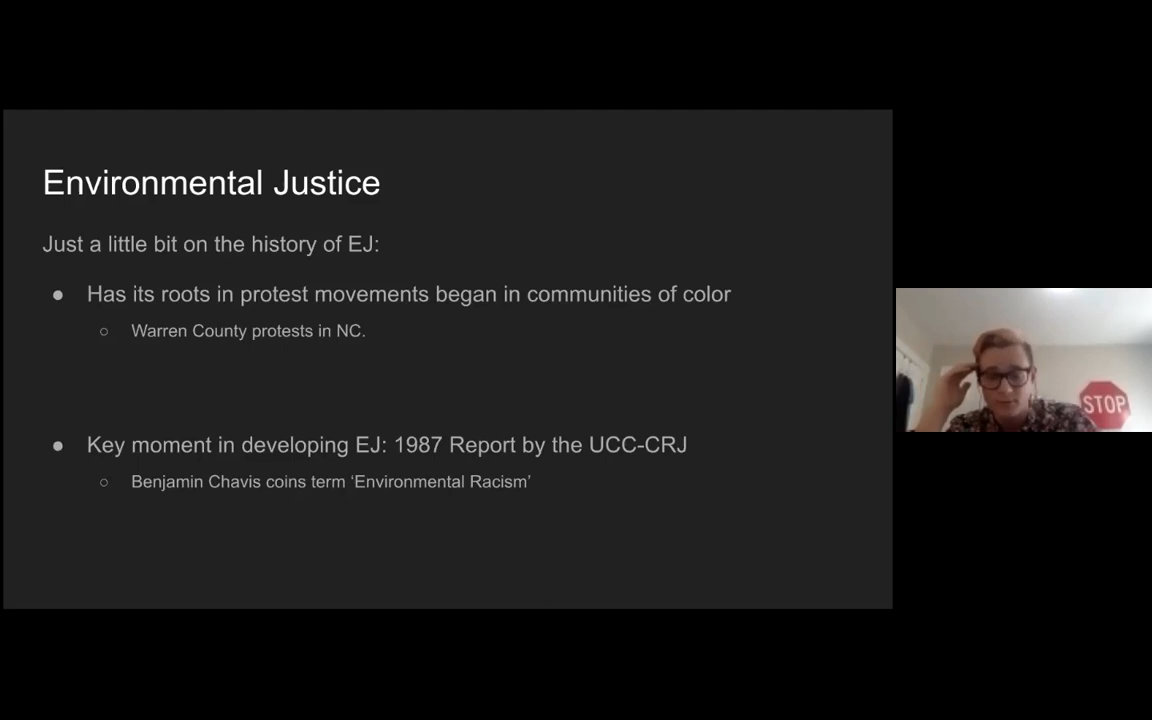 Environmental Justice
Just a little bit on the history of EJ:
● Has its roots in protest movements began in communities of color
○ Warren County protests in NC.
● Key moment in developing EJ: 1987 Report by the UCC-CRJ
○ Benjamin Chavis coins term ‘Environmental Racism’
STOP